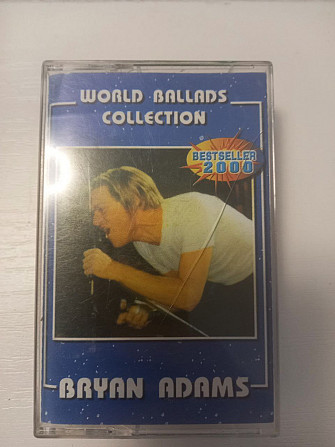 WORLD BALLADS
COLLECTION
BESTSELLER
2000
BRYAN ADAMS